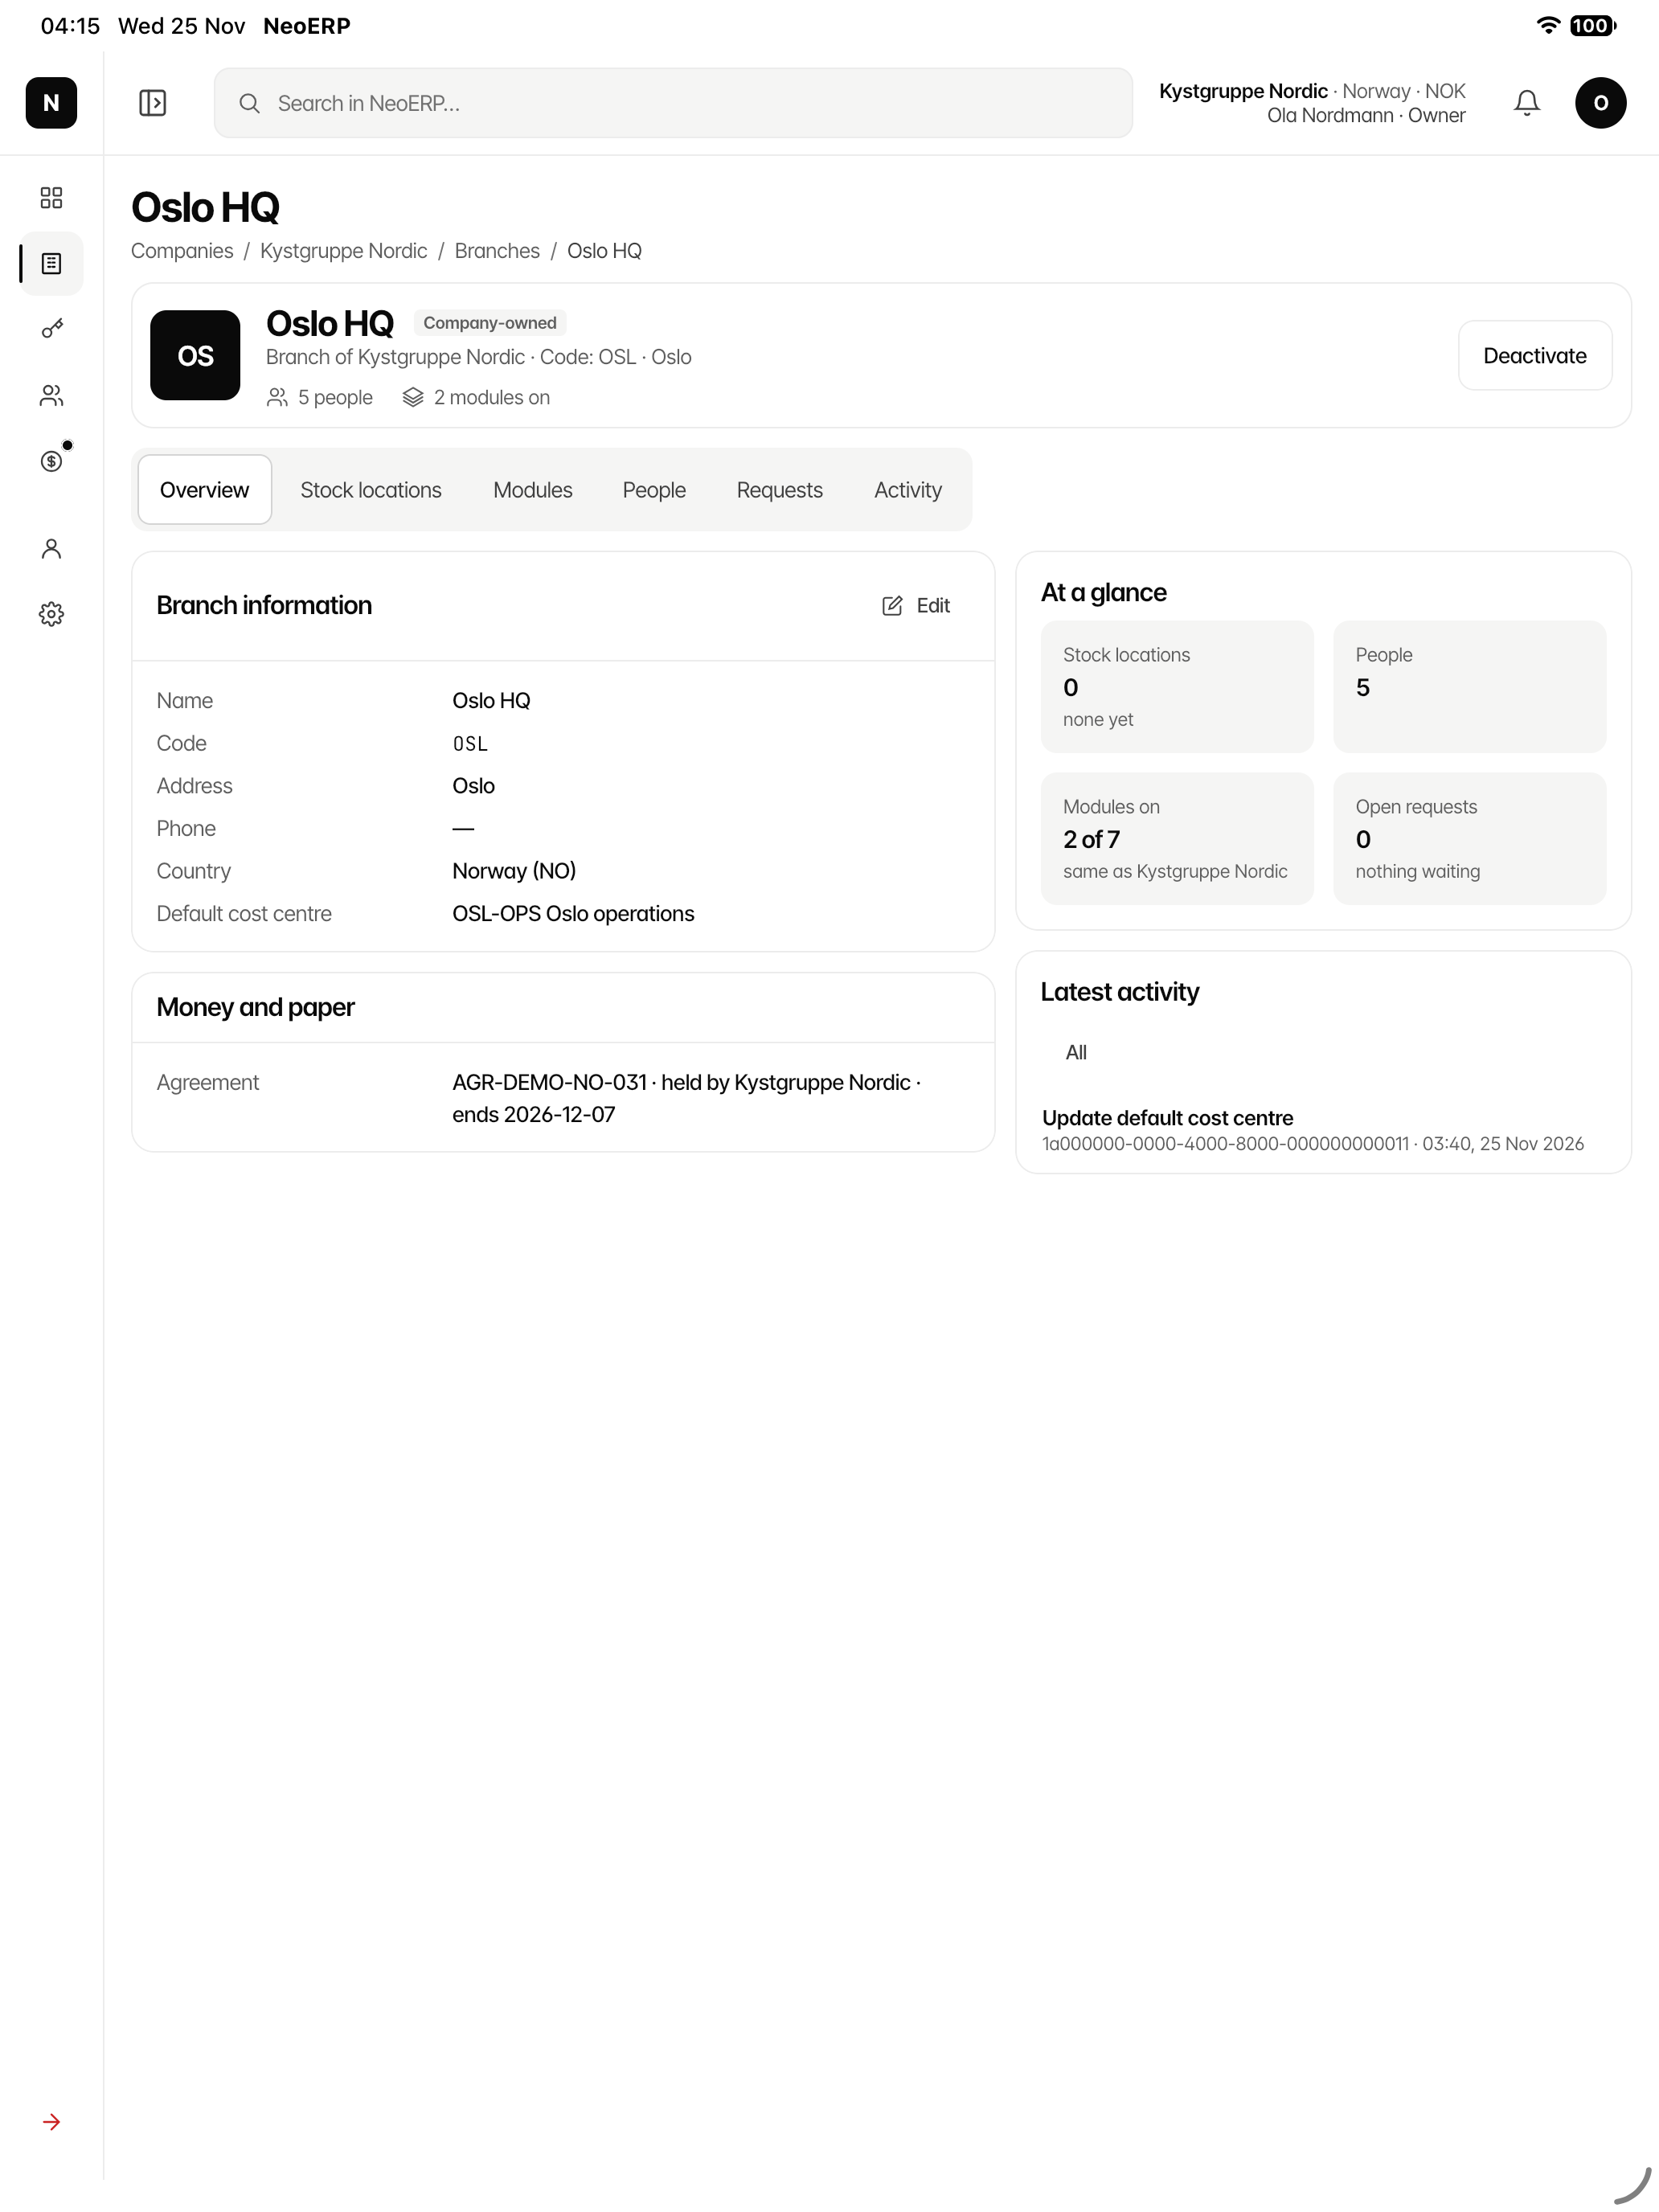 04:15 Wed 25 Nov NeoERP
100
N
Search in NeoERP...
Kystgruppe Nordic · Norway · NOK
Ola Nordmann · Owner
O
Oslo HQ
Companies / Kystgruppe Nordic / Branches / Oslo HQ
OS
Oslo HQ Company-owned
Branch of Kystgruppe Nordic · Code: OSL · Oslo
5 people 2 modules on
Deactivate
Overview Stock locations Modules People Requests Activity
Branch information
Edit
Name Oslo HQ
Code OSL
Address Oslo
Phone —
Country Norway (NO)
Default cost centre OSL-OPS Oslo operations
Money and paper
Agreement AGR-DEMO-NO-031 · held by Kystgruppe Nordic ·
ends 2026-12-07
At a glance
Stock locations
0
none yet
People
5
Modules on
2 of 7
same as Kystgruppe Nordic
Open requests
0
nothing waiting
Latest activity
All
Update default cost centre
1a000000-0000-4000-8000-000000000011 · 03:40, 25 Nov 2026